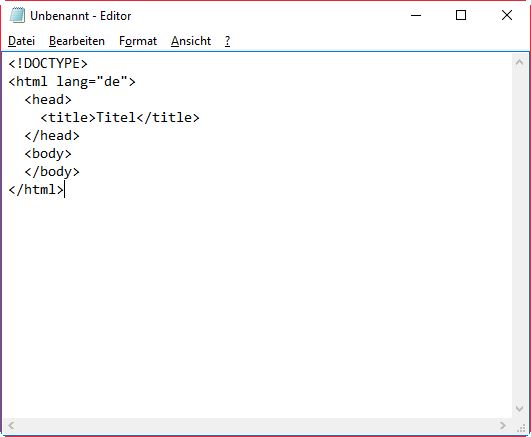 Unbenannt - Editor
Datei Bearbeiten Format Ansicht ?
<!DOCTYPE>
<html lang="de">
  <head>
    <title>Titel</title>
  </head>
  <body>
  </body>
</html>